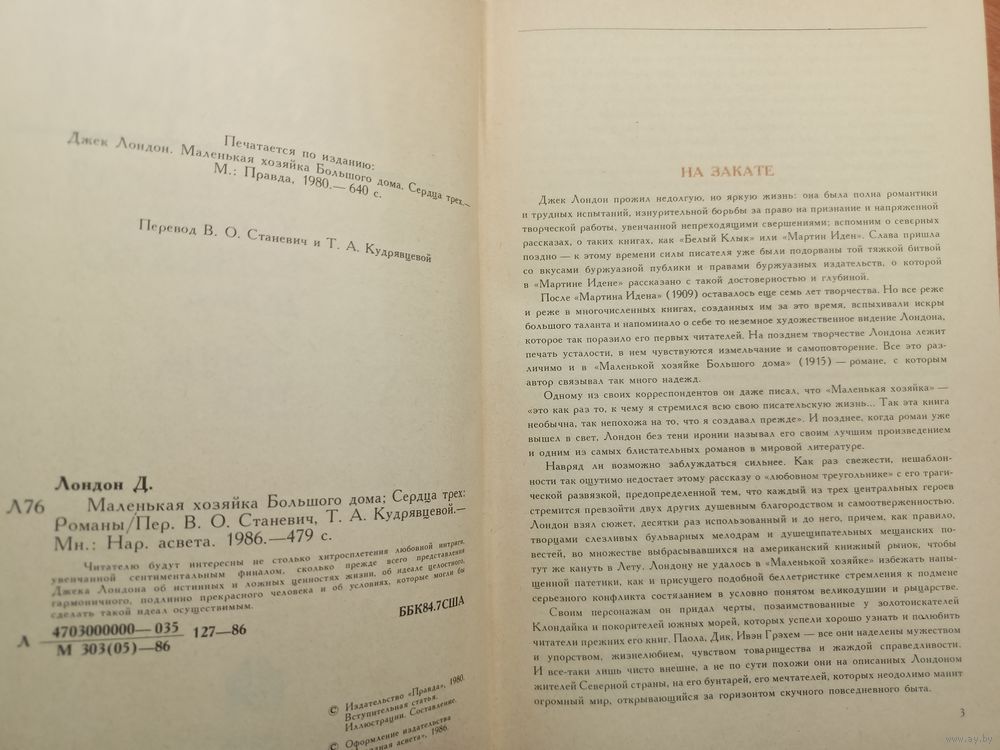 Печатается по изданию:
Джек Лондон. Маленькая хозяйка Большого дома. Сердца трех.—
М.: Правда, 1980.— 640 с.
Перевод В. О. Станевич и Т. А. Кудрявцевой
Лондон Д.
Л76 Маленькая хозяйка Большого дома; Сердца трех:
Романы/Пер. В. О. Станевич, Т. А. Кудрявцевой.—
Мн.: Нар. асвета. 1986.—479 с.
Читателю будут интересны не столько хитросплетения любовной интриги,
увенчанной сентиментальным финалом, сколько прежде всего представления
Джека Лондона об истинных и ложных ценностях жизни, об идеале целостного,
гармоничного, подлинно прекрасного человека и об условиях, которые могли бы
сделать такой идеал осуществимым.
Л 4703000000—035 127—86
М 303(05)—86
ББК84.7США
© Издательство «Правда», 1980.
Вступительная статья.
Иллюстрации. Составление.
© Оформление издательства
асвета», 1986.
НА ЗАКАТЕ
Джек Лондон прожил недолгую, но яркую жизнь: она была полна романтики
и трудных испытаний, изнурительной борьбы за право на признание и напряженной
творческой работы, увенчанной непреходящими свершениями; вспомним о северных
рассказах, о таких книгах, как «Белый Клык» или «Мартин Иден». Слава пришла
поздно — к этому времени силы писателя уже были подорваны той тяжкой битвой
со вкусами буржуазной публики и правами буржуазных издательств, о которой
в «Мартине Идене» рассказано с такой достоверностью и глубиной.
После «Мартина Идена» (1909) оставалось еще семь лет творчества. Но все реже
и реже в многочисленных книгах, созданных им за это время, вспыхивали искры
большого таланта и напоминало о себе то неземное художественное видение Лондона,
которое так поразило его первых читателей. На позднем творчестве Лондона лежит
печать усталости, в нем чувствуются измельчание и самоповторение. Все это раз-
личимо и в «Маленькой хозяйке Большого дома» (1915) — романе, с которым
автор связывал так много надежд.
Одному из своих корреспондентов он даже писал, что «Маленькая хозяйка» —
«это как раз то, к чему я стремился всю свою писательскую жизнь... Так эта книга
необычна, так непохожа на то, что я создавал прежде». И позднее, когда роман уже
вышел в свет, Лондон без тени иронии называл его своим лучшим произведением
и одним из самых блистательных романов в мировой литературе.
Навряд ли возможно заблуждаться сильнее. Как раз свежести, нешаблон-
ности так ощутимо недостает этому рассказу о «любовном треугольнике» с его траги-
ческой развязкой, предопределенной тем, что каждый из трех центральных героев
стремится превзойти двух других душевным благородством и самоотверженностью.
Лондон взял сюжет, десятки раз использованный и до него, причем, как правило,
творцами слезливых бульварных мелодрам и душещипательных мещанских по-
вестей, во множестве выбрасывавшихся на американский книжный рынок, чтобы
тут же кануть в Лету. Лондону не удалось в «Маленькой хозяйке» избежать напы-
щенной патетики, как и присущего подобной беллетристике стремления к подмене
серьезного конфликта состязанием в условно понятом великодушии и рыцарстве.
Своим персонажам он придал черты, позаимствованные у золотоискателей
Клондайка и покорителей южных морей, которых успели хорошо узнать и полюбить
читатели прежних его книг. Паола, Дик, Ивэн Грэхем — все они наделены мужеством
и упорством, жизнелюбием, чувством товарищества и жаждой справедливости.
И все-таки лишь чисто внешне, а не по сути похожи они на описанных Лондоном
жителей Северной страны, на его бунтарей, его мечтателей, которых неодолимо манит
огромный мир, открывающийся за горизонтом скучного повседневного быта.
3
www.ay.by